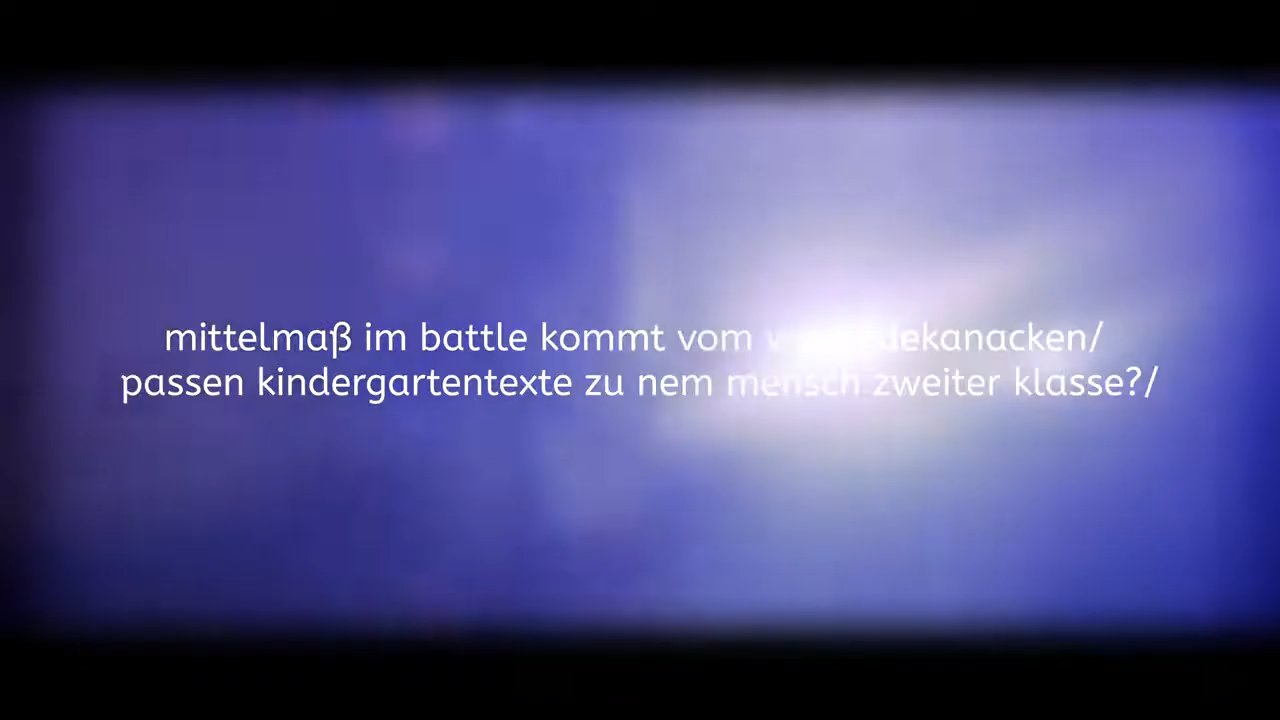 mittelmaß im battle kommt vom
passen kindergartentexte zu nem mensch zweiter klasse?/